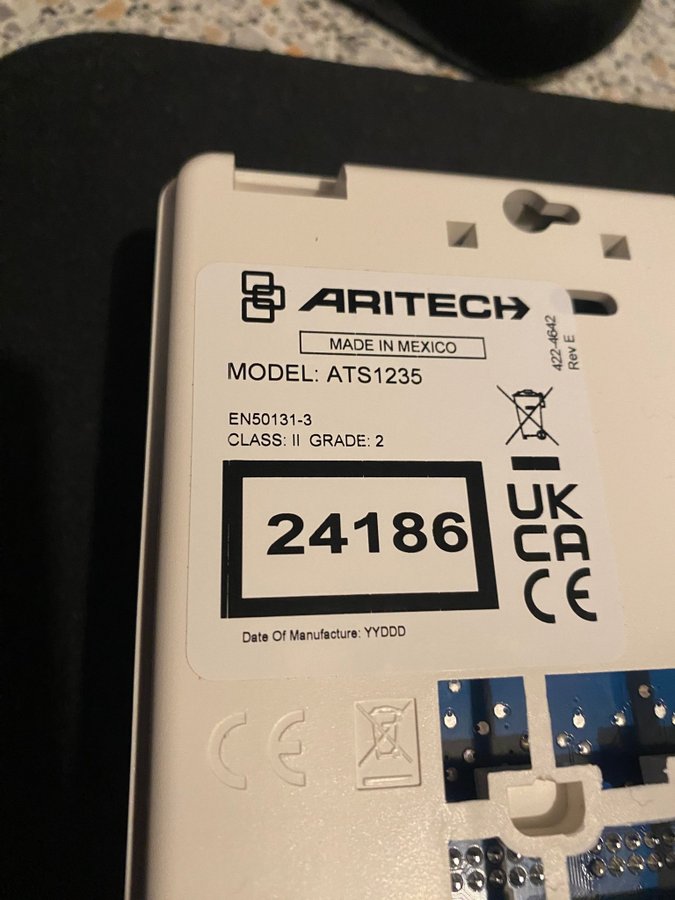 ARITECH
MADE IN MEXICO
422-4642
Rev E
MODEL: ATS1235
EN50131-3
CLASS: II GRADE: 2
24186
UK
CA
CE
Date Of Manufacture: YYDDD
CE